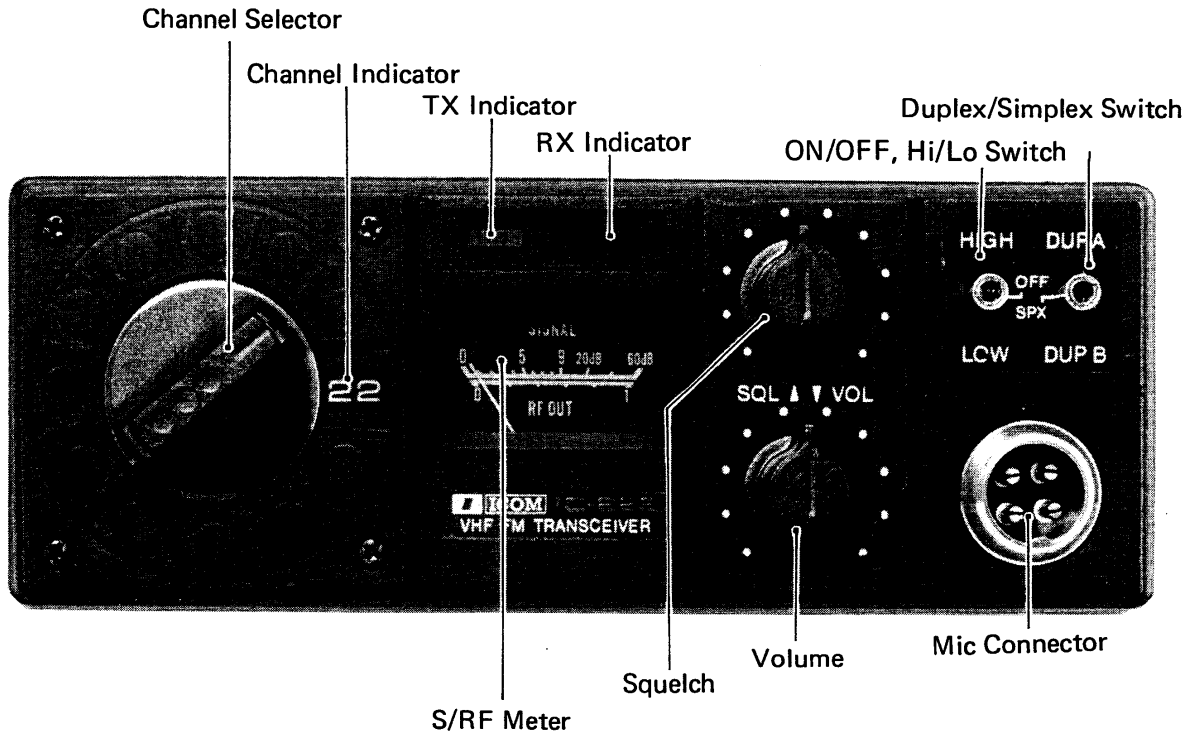 Channel Selector
Channel Indicator
TX Indicator
RX Indicator
Duplex/Simplex Switch
ON/OFF, Hi/Lo Switch
HIGH DUP A
OFF
SPX
LOW DUP B
SIGNAL
0 5 9 20dB 60dB
0 1
RF OUT
22
SQL ▲ ▼ VOL
ICOM
VHF FM TRANSCEIVER
Mic Connector
Volume
Squelch
S/RF Meter